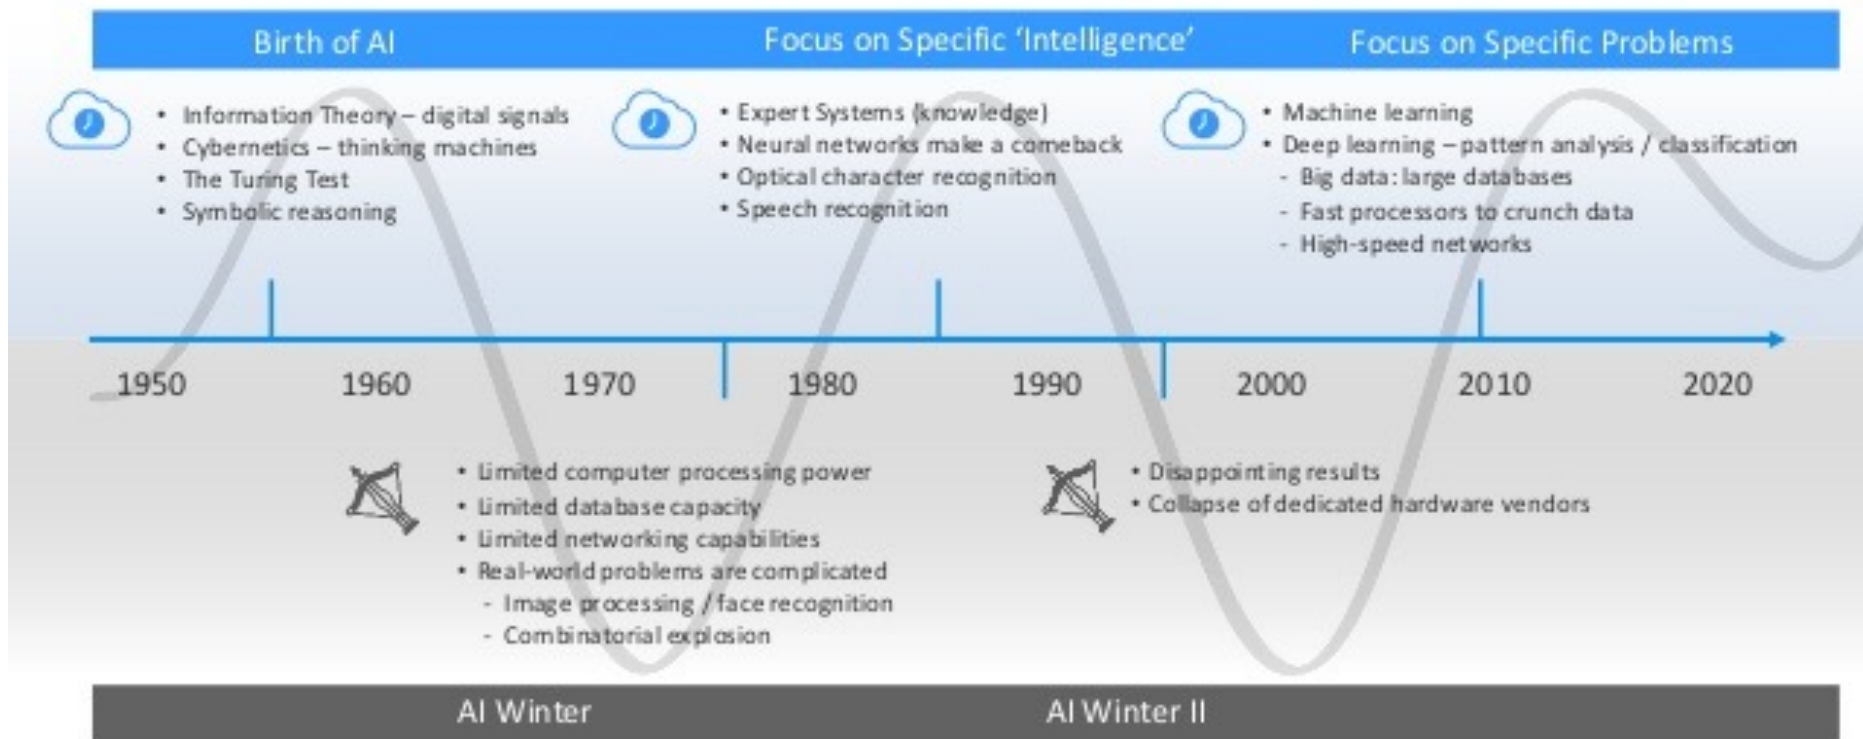 Birth of AI
Focus on Specific ‘Intelligence’
Focus on Specific Problems
• Information Theory – digital signals
• Cybernetics – thinking machines
• The Turing Test
• Symbolic reasoning
• Expert Systems (knowledge)
• Neural networks make a comeback
• Optical character recognition
• Speech recognition
• Machine learning
• Deep learning – pattern analysis / classification
- Big data: large databases
- Fast processors to crunch data
- High-speed networks
1950 1960 1970 1980 1990 2000 2010 2020
• Limited computer processing power
• Limited database capacity
• Limited networking capabilities
• Real-world problems are complicated
- Image processing / face recognition
- Combinatorial explosion
• Disappointing results
• Collapse of dedicated hardware vendors
AI Winter
AI Winter II